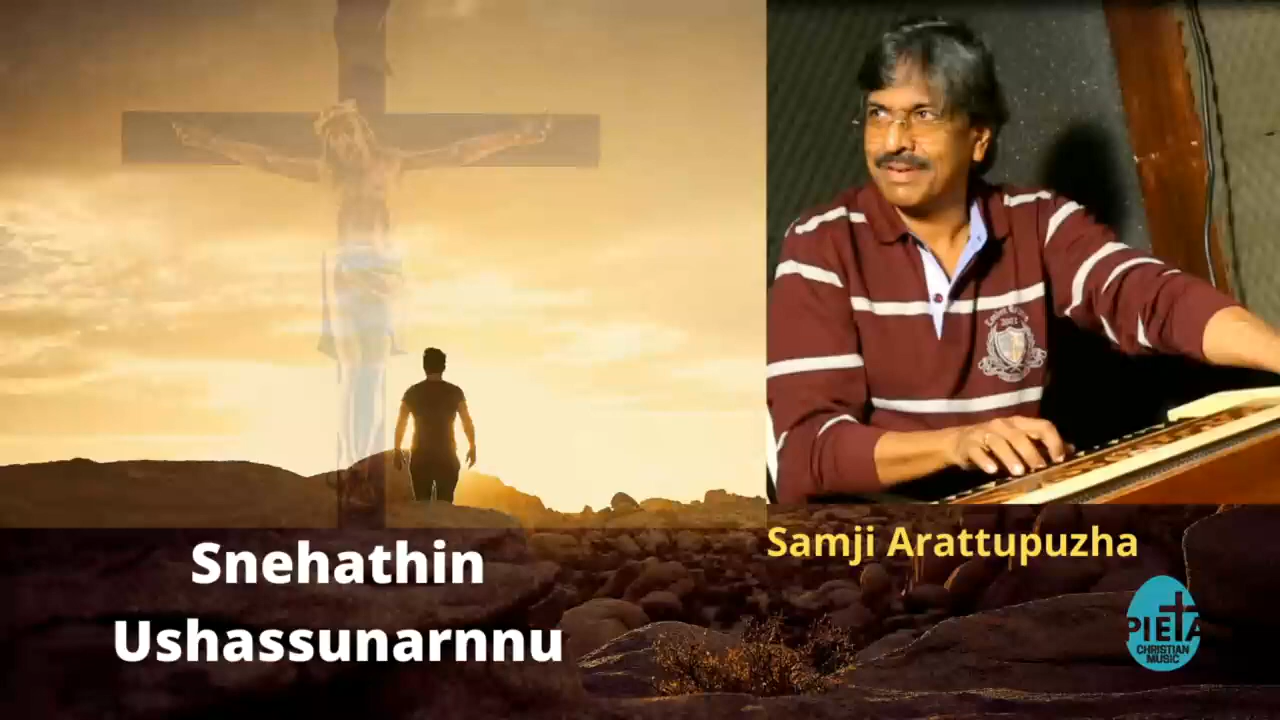 Snehathin
Ushassunarnnu
Samji Arattupuzha
PIETA
CHRISTIAN
MUSIC